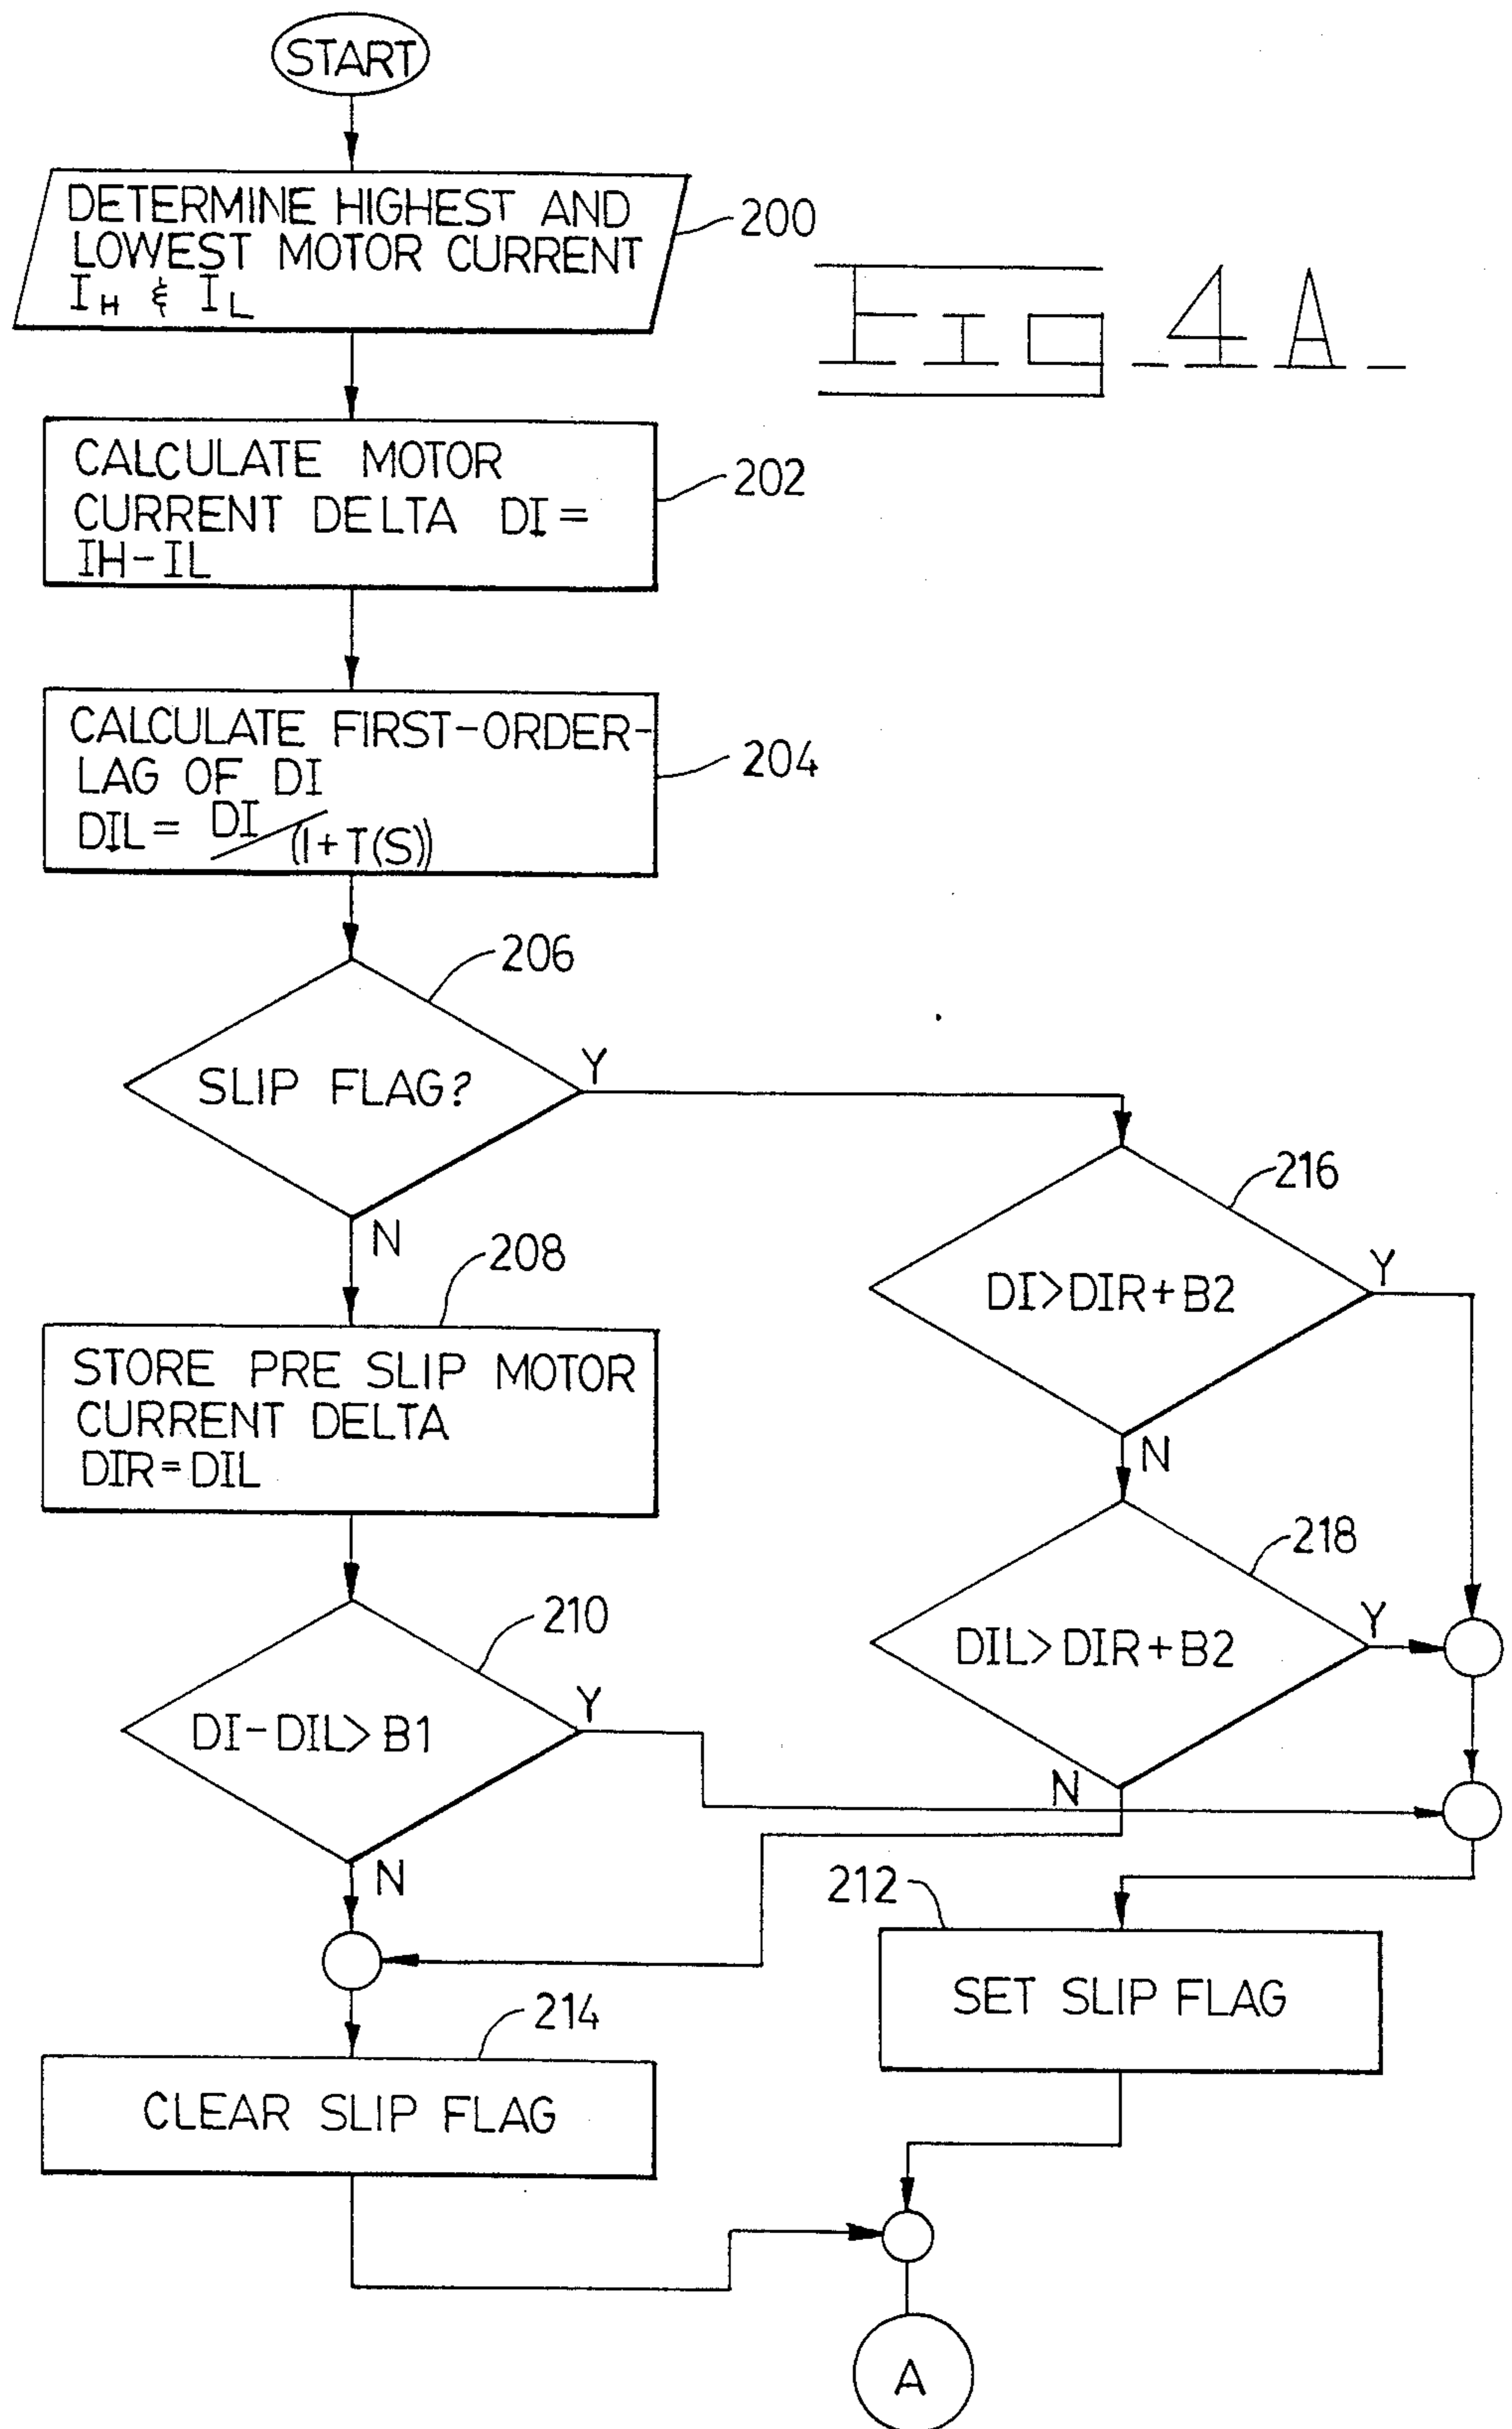 START
DETERMINE HIGHEST AND
LOWEST MOTOR CURRENT
IH & IL
200
Fig 4A
CALCULATE MOTOR
CURRENT DELTA DI =
IH-IL
202
CALCULATE FIRST-ORDER-
LAG OF DI
DIL = DI/(1+T(S))
204
206
SLIP FLAG?
Y
N
216
DI>DIR+B2
Y
N
208
STORE PRE SLIP MOTOR
CURRENT DELTA
DIR=DIL
218
DIL>DIR+B2
Y
N
210
DI-DIL>B1
Y
N
212
SET SLIP FLAG
214
CLEAR SLIP FLAG
A